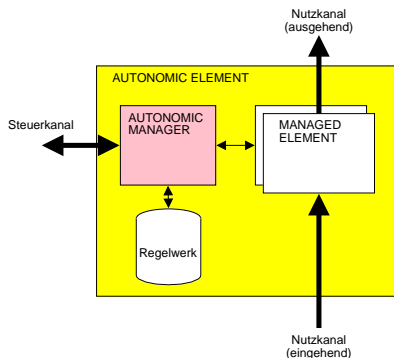 Nutzkanal
(ausgehend)
AUTONOMIC ELEMENT
Steuerkanal
AUTONOMIC
MANAGER
MANAGED
ELEMENT
Regelwerk
Nutzkanal
(eingehend)